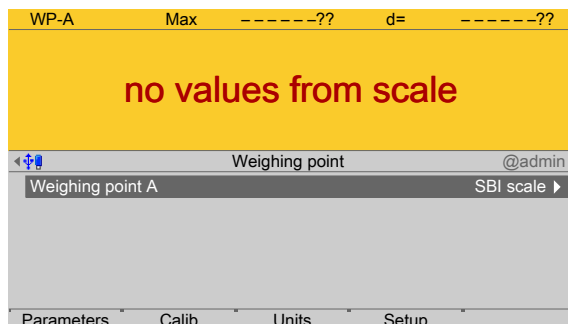 WP-A Max – – – – – –?? d= – – – – – –??
no values from scale
Weighing point @admin
Weighing point A SBI scale
Parameters Calib Units Setup